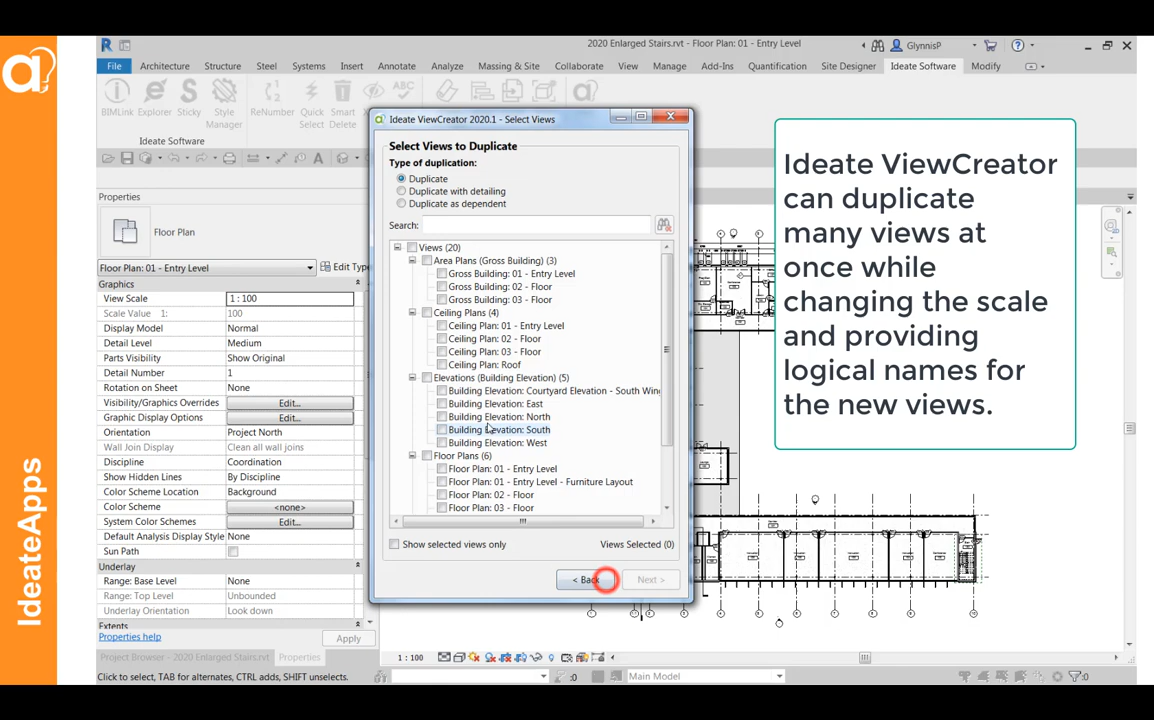 2020 Enlarged Stairs.rvt - Floor Plan: 01 - Entry Level
GlynnisP
File Architecture Structure Steel Systems Insert Annotate Analyze Massing & Site Collaborate View Manage Add-Ins Quantification Site Designer Ideate Software Modify
BIMLink Explorer Sticky Style Manager ReNumber Quick Select Smart Delete
Ideate Software
Properties
Floor Plan
Floor Plan: 01 - Entry Level Edit Type
Graphics
View Scale 1 : 100
Scale Value 1: 100
Display Model Normal
Detail Level Medium
Parts Visibility Show Original
Detail Number 1
Rotation on Sheet None
Visibility/Graphics Overrides Edit...
Graphic Display Options Edit...
Orientation Project North
Wall Join Display Clean all wall joins
Discipline Coordination
Show Hidden Lines By Discipline
Color Scheme Location Background
Color Scheme <none>
System Color Schemes Edit...
Default Analysis Display Style None
Sun Path
Underlay
Range: Base Level None
Range: Top Level Unbounded
Underlay Orientation Look down
Extents
Properties help Apply
Project Browser - 2020 Enlarged Stairs.rvt Properties
Click to select, TAB for alternates, CTRL adds, SHIFT unselects.
Ideate ViewCreator 2020.1 - Select Views
Select Views to Duplicate
Type of duplication:
Duplicate
Duplicate with detailing
Duplicate as dependent
Search:
Views (20)
Area Plans (Gross Building) (3)
Gross Building: 01 - Entry Level
Gross Building: 02 - Floor
Gross Building: 03 - Floor
Ceiling Plans (4)
Ceiling Plan: 01 - Entry Level
Ceiling Plan: 02 - Floor
Ceiling Plan: 03 - Floor
Ceiling Plan: Roof
Elevations (Building Elevation) (5)
Building Elevation: Courtyard Elevation - South Wing
Building Elevation: East
Building Elevation: North
Building Elevation: South
Building Elevation: West
Floor Plans (6)
Floor Plan: 01 - Entry Level
Floor Plan: 01 - Entry Level - Furniture Layout
Floor Plan: 02 - Floor
Floor Plan: 03 - Floor
Show selected views only Views Selected (0)
< Back Next >
Ideate ViewCreator
can duplicate
many views at
once while
changing the scale
and providing
logical names for
the new views.
1 : 100
:0 Main Model :0
IdeateApps